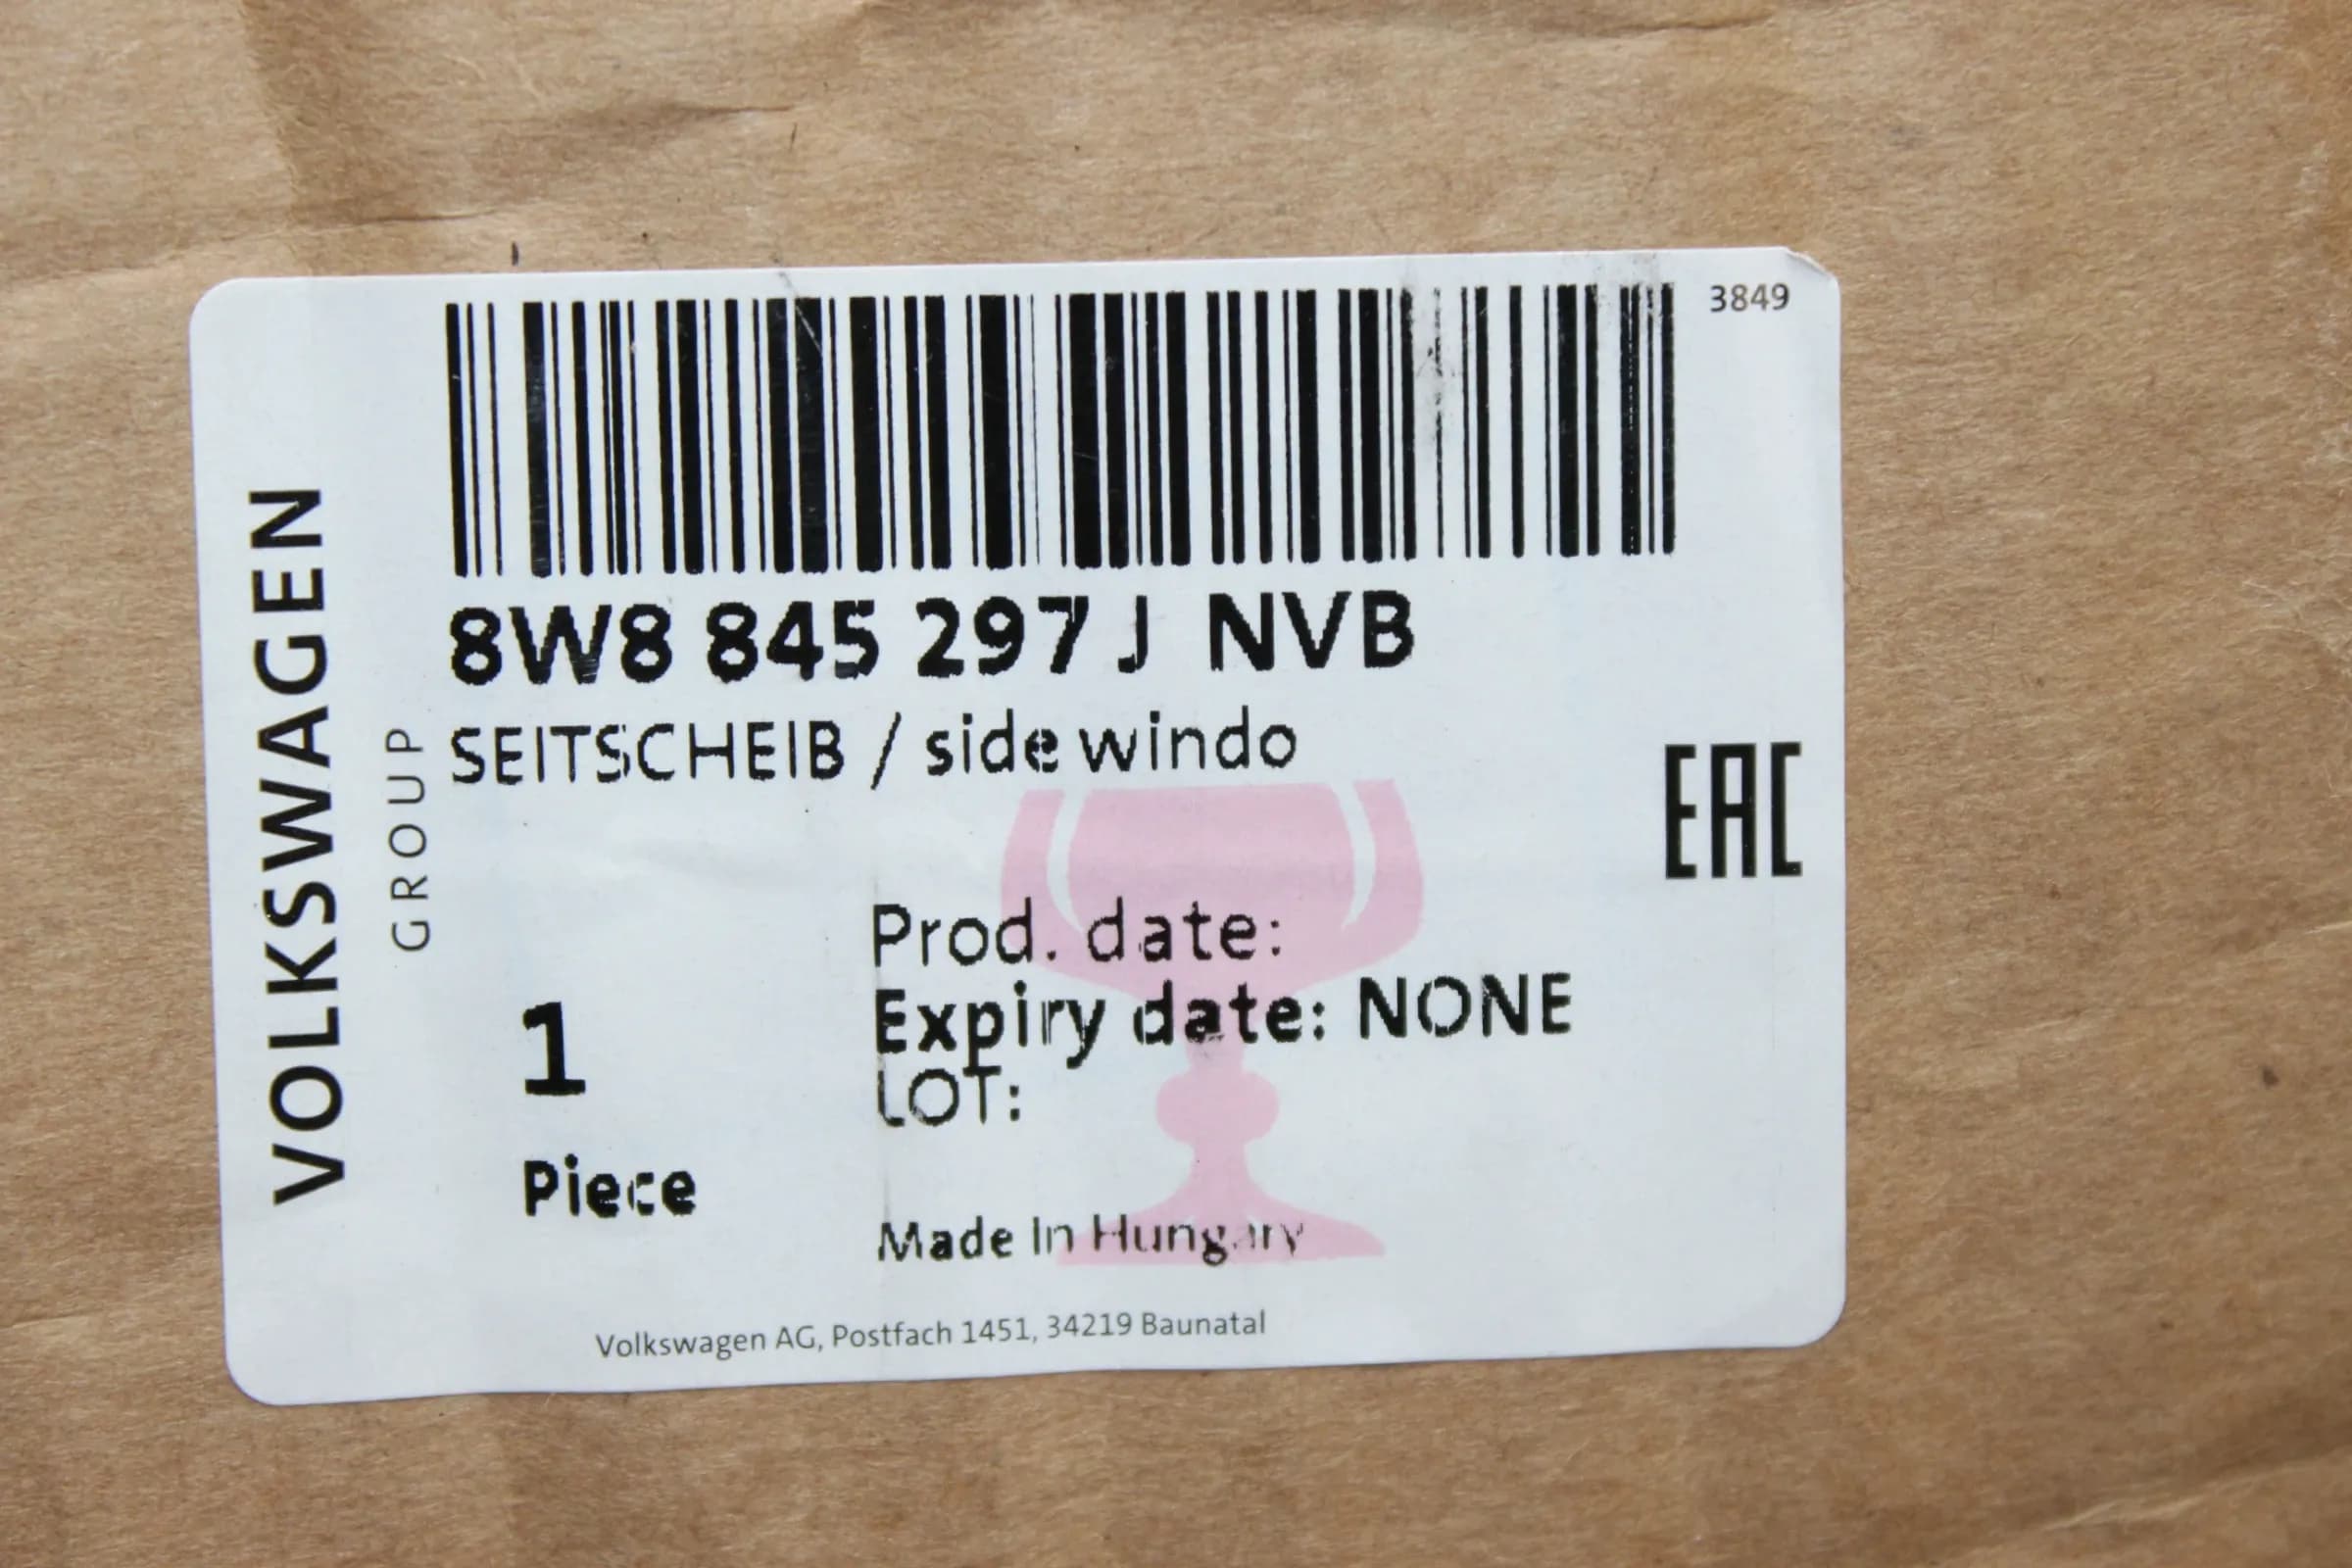 3849
8W8 845 297 J NVB
SEITSCHEIB / side windo
VOLKSWAGEN
GROUP
EAC
Prod. date:
Expiry date: NONE
LOT:
1
Piece
Made In Hungary
Volkswagen AG, Postfach 1451, 34219 Baunatal